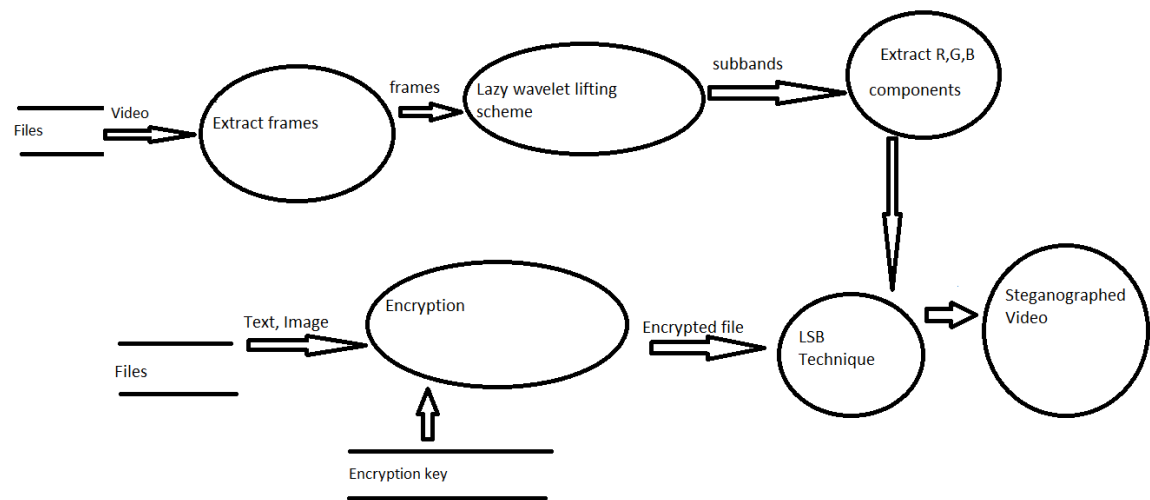 Files
Video
Extract frames
frames
Lazy wavelet lifting
scheme
subbands
Extract R,G,B
components
Files
Text, Image
Encryption
Encryption key
Encrypted file
LSB
Technique
Steganographed
Video